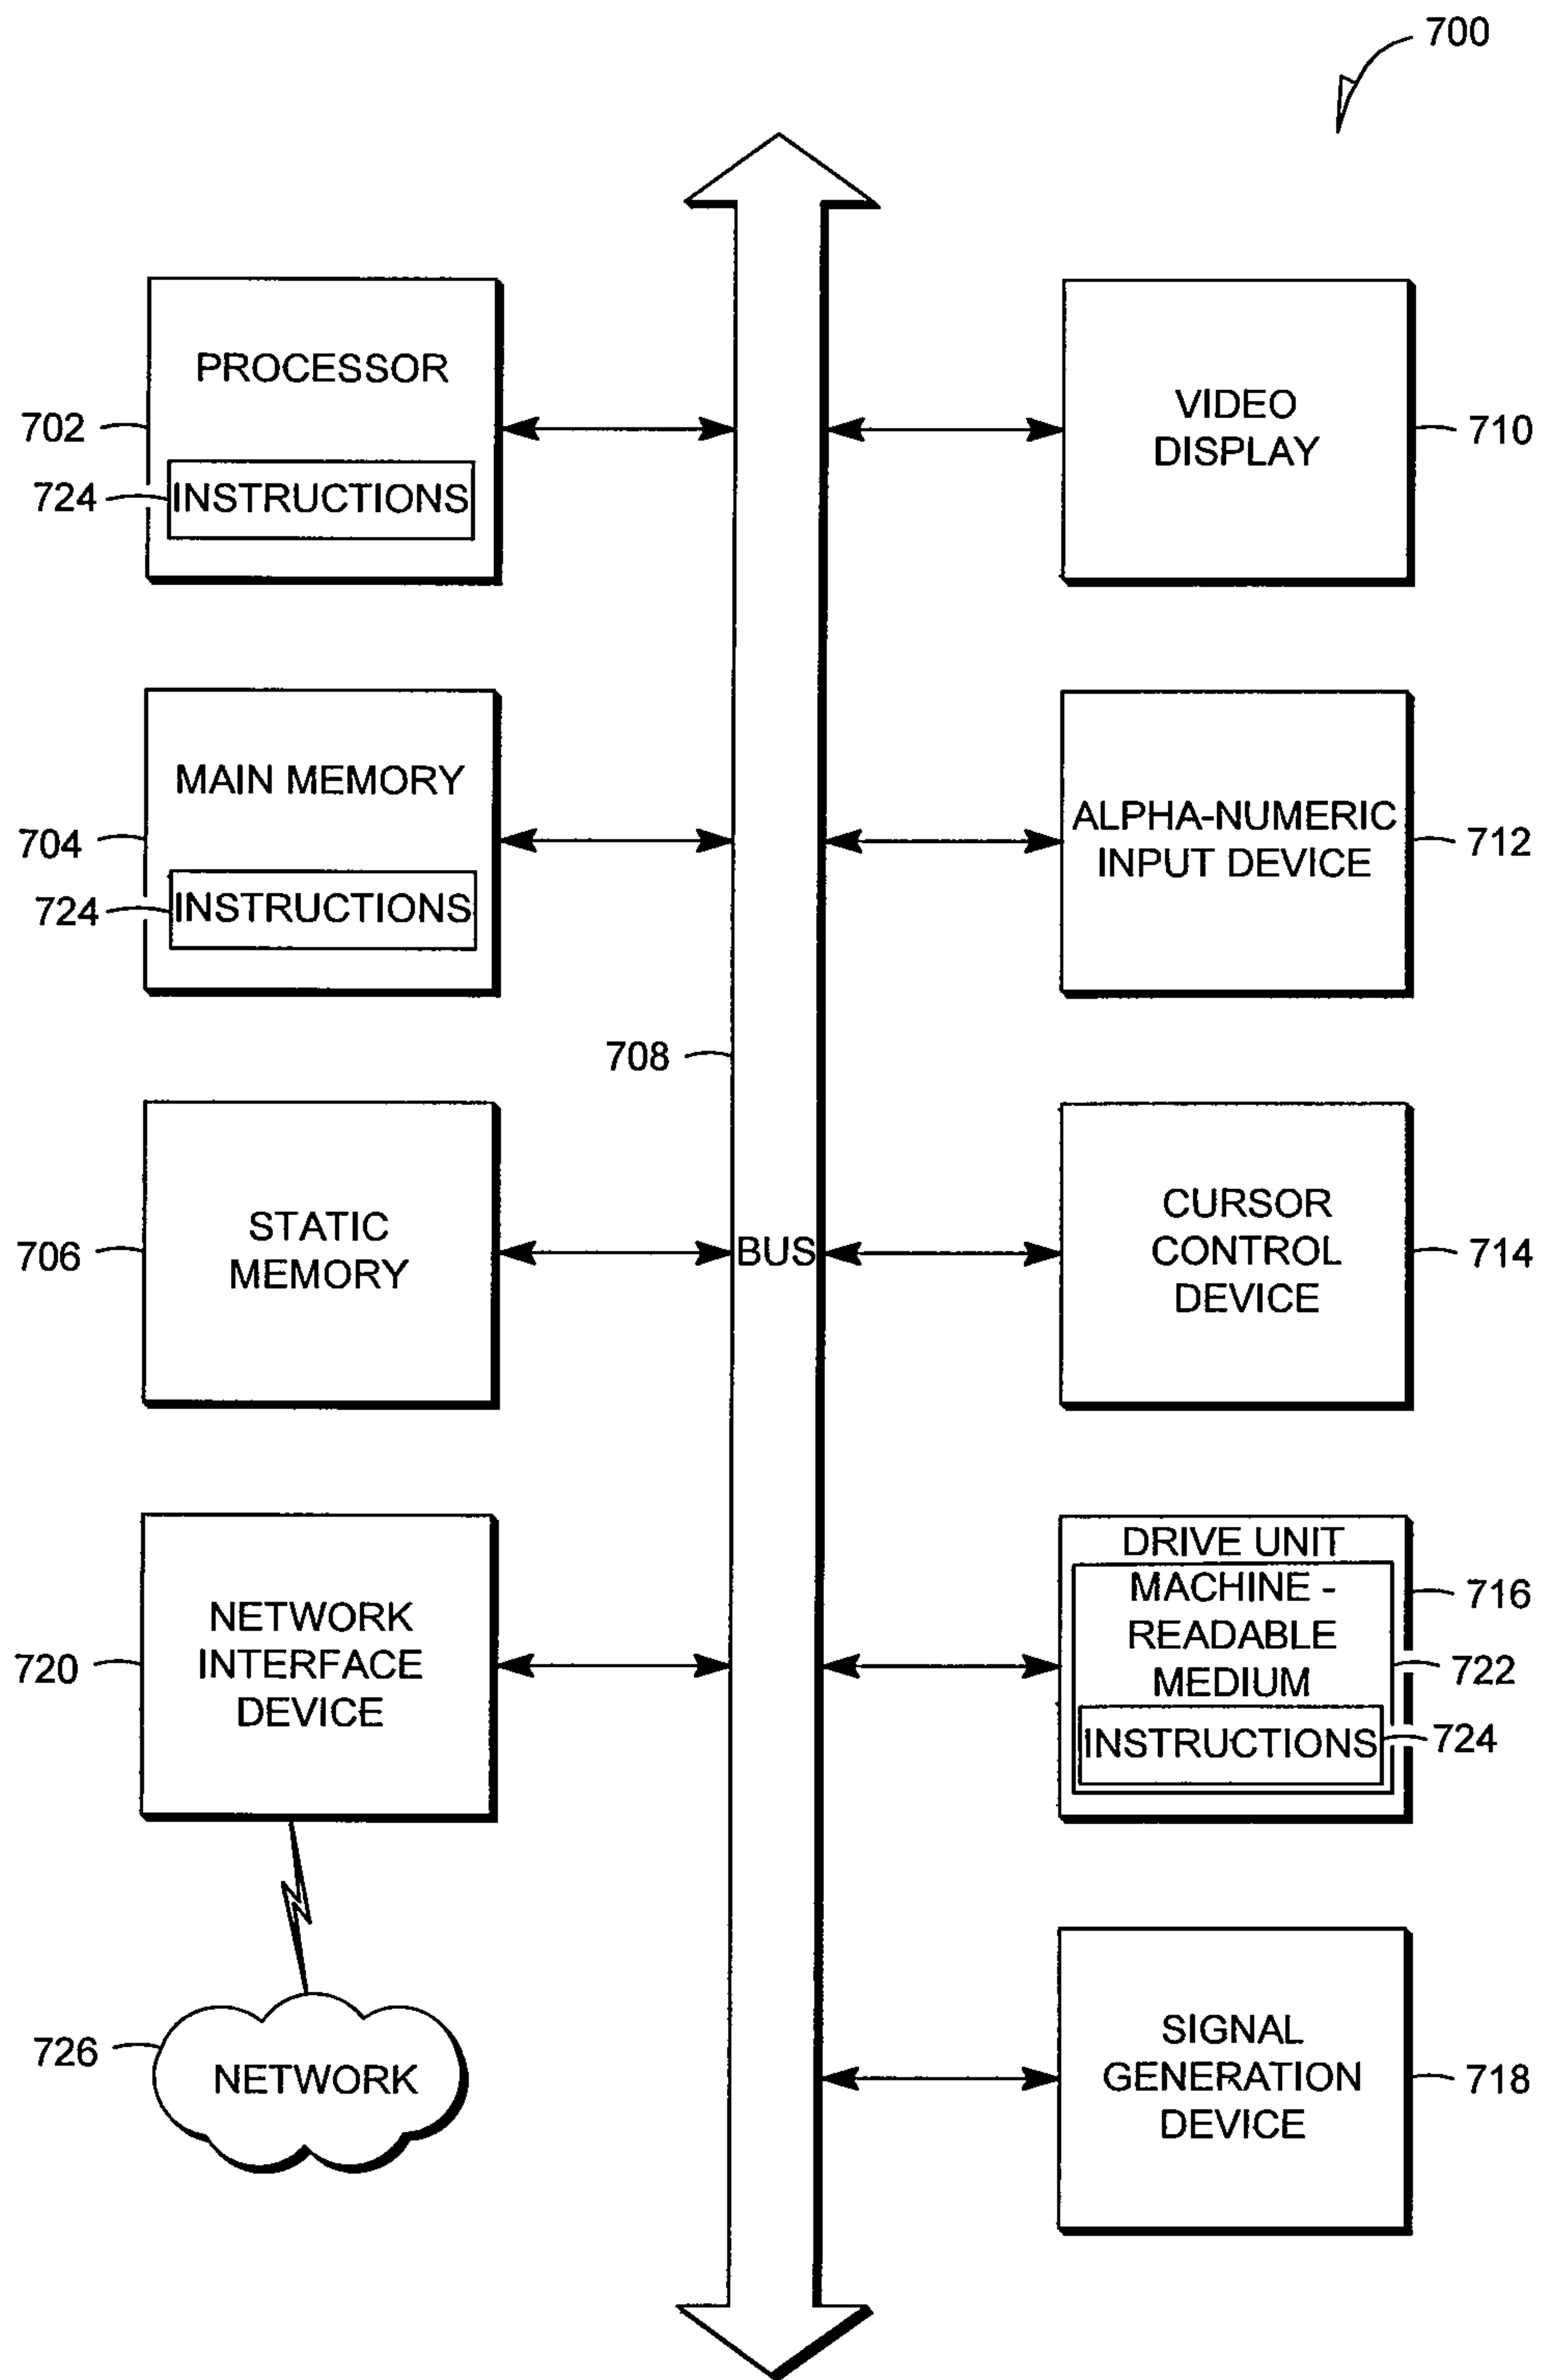 700
PROCESSOR
702
724
INSTRUCTIONS
VIDEO
DISPLAY
710
MAIN MEMORY
704
724
INSTRUCTIONS
ALPHA-NUMERIC
INPUT DEVICE
712
708
STATIC
MEMORY
706
BUS
CURSOR
CONTROL
DEVICE
714
NETWORK
INTERFACE
DEVICE
720
DRIVE UNIT
MACHINE -
READABLE
MEDIUM
716
722
INSTRUCTIONS
724
726
NETWORK
SIGNAL
GENERATION
DEVICE
718